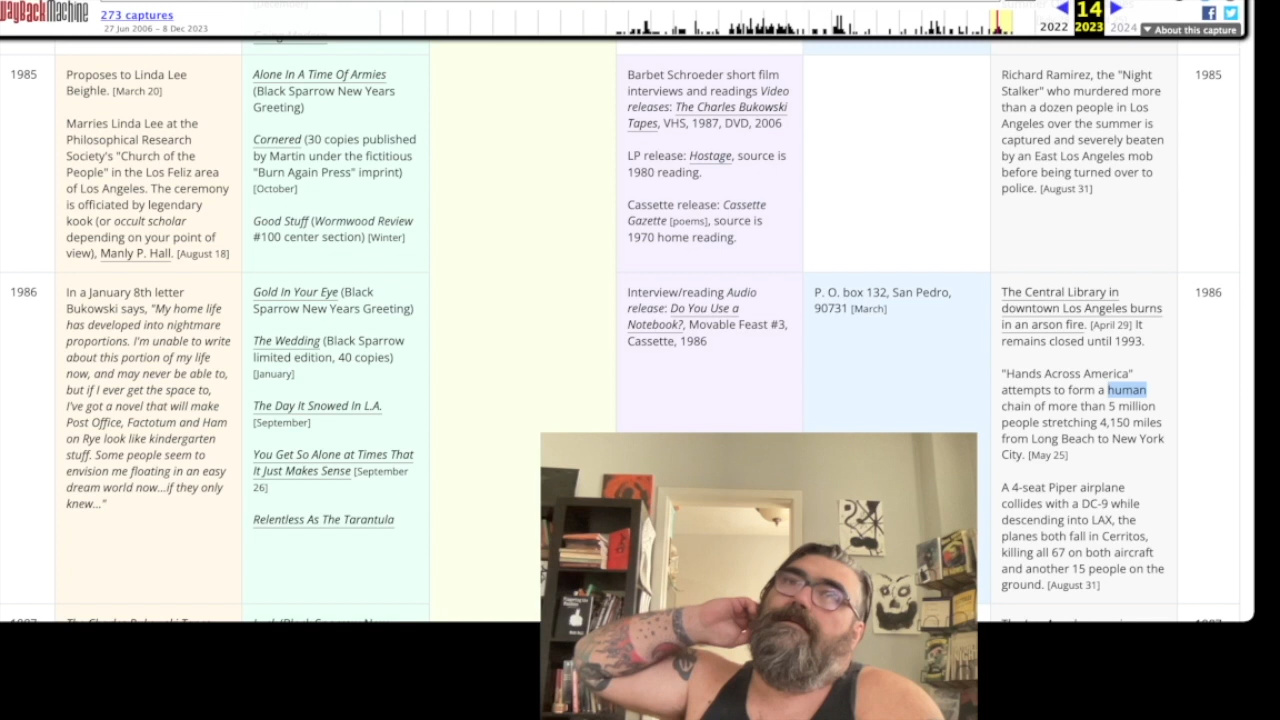 WayBackMachine
273 captures
27 Jun 2006 – 8 Dec 2023
14
2022
2023
2024
About this capture
1985
Proposes to Linda Lee
Beighle. [March 20]
Marries Linda Lee at the
Philosophical Research
Society's "Church of the
People" in the Los Feliz area
of Los Angeles. The ceremony
is officiated by legendary
kook (or occult scholar
depending on your point of
view), Manly P. Hall. [August 18]
Alone In A Time Of Armies
(Black Sparrow New Years
Greeting)
Cornered (30 copies published
by Martin under the fictitious
"Burn Again Press" imprint)
[October]
Good Stuff (Wormwood Review
#100 center section) [Winter]
Barbet Schroeder short film
interviews and readings Video
releases: The Charles Bukowski
Tapes, VHS, 1987, DVD, 2006
LP release: Hostage, source is
1980 reading.
Cassette release: Cassette
Gazette [poems], source is
1970 home reading.
Richard Ramirez, the "Night
Stalker" who murdered more
than a dozen people in Los
Angeles over the summer is
captured and severely beaten
by an East Los Angeles mob
before being turned over to
police. [August 31]
1985
1986
In a January 8th letter
Bukowski says, "My home life
has developed into nightmare
proportions. I'm unable to write
about this portion of my life
now, and may never be able to,
but if I ever get the space to,
I've got a novel that will make
Post Office, Factotum and Ham
on Rye look like kindergarten
stuff. Some people seem to
envision me floating in an easy
dream world now...if they only
knew..."
Gold In Your Eye (Black
Sparrow New Years Greeting)
The Wedding (Black Sparrow
limited edition, 40 copies)
[January]
The Day It Snowed In L.A.
[September]
You Get So Alone at Times That
It Just Makes Sense [September
26]
Relentless As The Tarantula
Interview/reading Audio
release: Do You Use a
Notebook?, Movable Feast #3,
Cassette, 1986
P. O. box 132, San Pedro,
90731 [March]
The Central Library in
downtown Los Angeles burns
in an arson fire. [April 29] It
remains closed until 1993.
"Hands Across America"
attempts to form a human
chain of more than 5 million
people stretching 4,150 miles
from Long Beach to New York
City. [May 25]
A 4-seat Piper airplane
collides with a DC-9 while
descending into LAX, the
planes both fall in Cerritos,
killing all 67 on both aircraft
and another 15 people on the
ground. [August 31]
1986